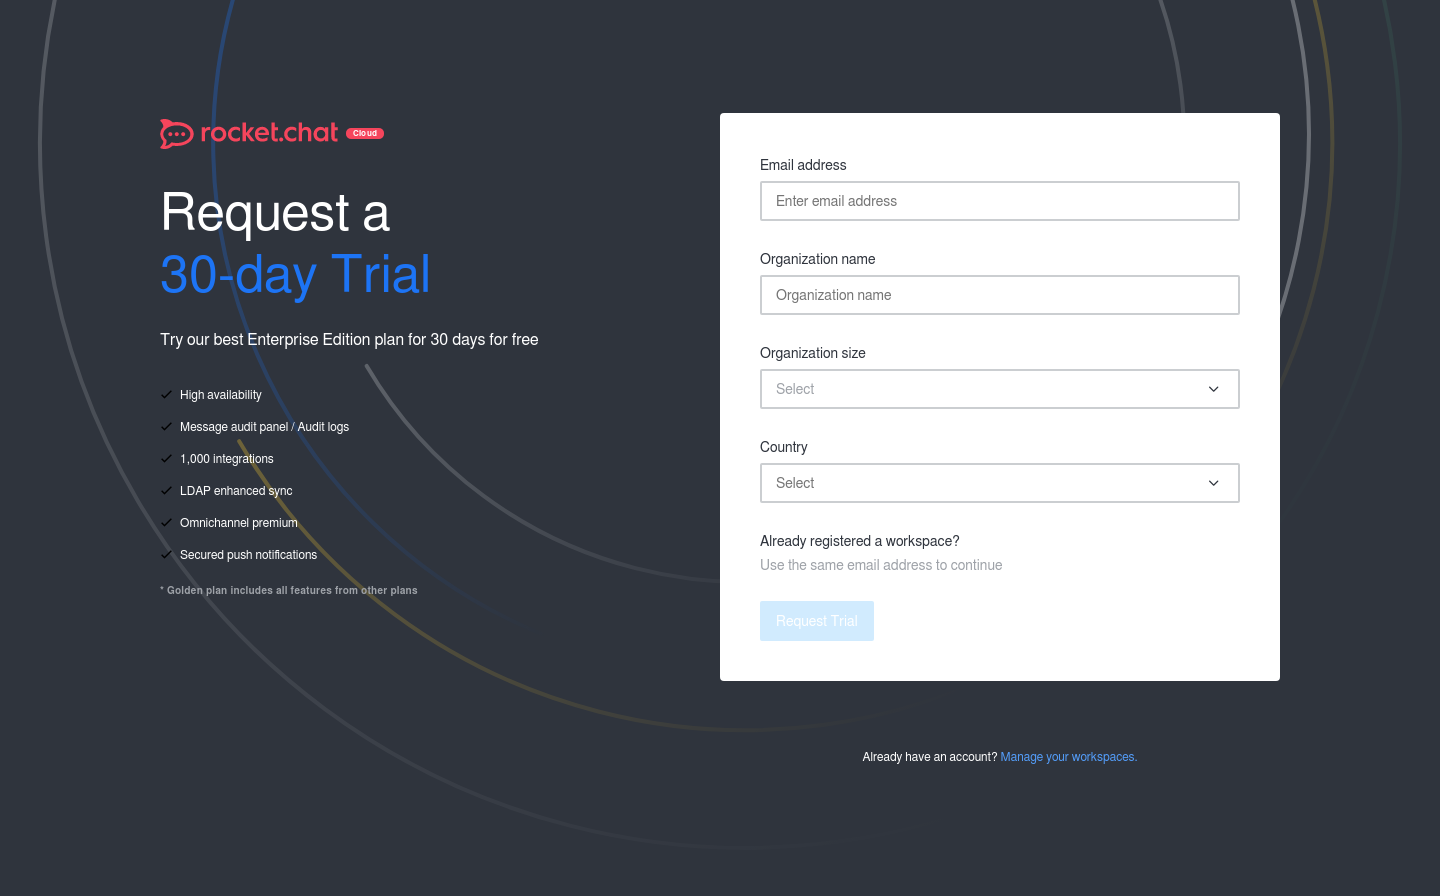 rocket.chat Cloud
Request a
30-day Trial
Try our best Enterprise Edition plan for 30 days for free
High availability
Message audit panel / Audit logs
1,000 integrations
LDAP enhanced sync
Omnichannel premium
Secured push notifications
* Golden plan includes all features from other plans
Email address
Enter email address
Organization name
Organization name
Organization size
Select
Country
Select
Already registered a workspace?
Use the same email address to continue
Request Trial
Already have an account? Manage your workspaces.